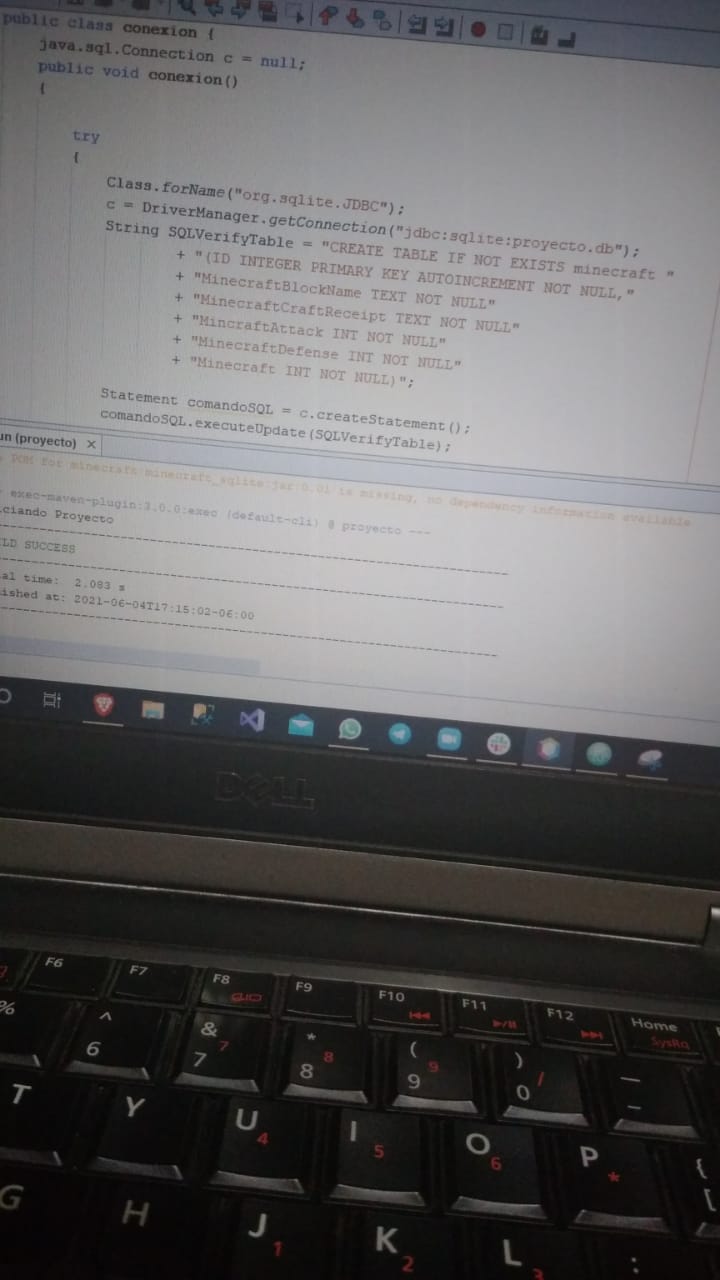 public class conexion {
java.sql.Connection c = null;
public void conexion()
{
try
{
Class.forName("org.sqlite.JDBC");
c = DriverManager.getConnection("jdbc:sqlite:proyecto.db");
String SQLVerifyTable = "CREATE TABLE IF NOT EXISTS minecraft "
+ "(ID INTEGER PRIMARY KEY AUTOINCREMENT NOT NULL,"
+ "MinecraftBlockName TEXT NOT NULL"
+ "MinecraftCraftReceipt TEXT NOT NULL"
+ "MincraftAttack INT NOT NULL"
+ "MinecraftDefense INT NOT NULL"
+ "Minecraft INT NOT NULL)";
Statement comandoSQL = c.createStatement();
comandoSQL.executeUpdate(SQLVerifyTable);
un (proyecto) ×
POM for minecraft:minecraft_sqlite:jar:0.01 is missing, no dependency information available
exec-maven-plugin:3.0.0:exec (default-cli) @ proyecto ---
ciando Proyecto
------------------------------------------------------------------------
LD SUCCESS
------------------------------------------------------------------------
al time: 2.083 s
ished at: 2021-06-04T17:15:02-06:00
------------------------------------------------------------------------
DELL
F6 F7 F8 F9 F10 F11 F12 Home
SysRq
% ^ & * ( ) _
6 7 7 8 8 9 9 0 / -
T Y U 4 I 5 O 6 P * { [
G H J 1 K 2 L 3 :